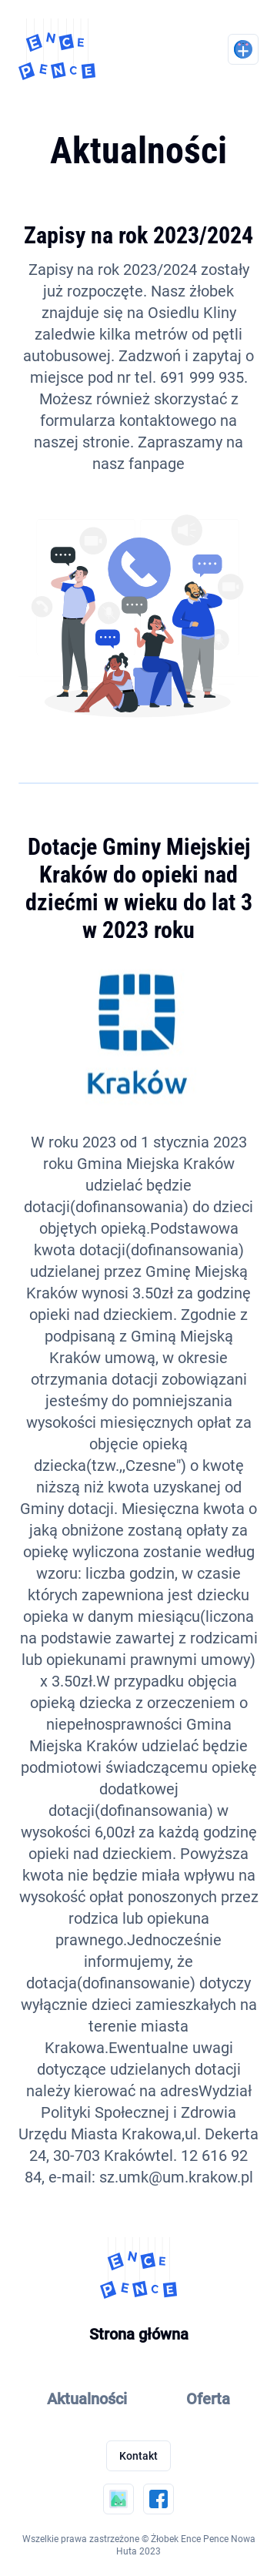 ENCE
PENCE
Aktualności
Zapisy na rok 2023/2024
Zapisy na rok 2023/2024 zostały
już rozpoczęte. Nasz żłobek
znajduje się na Osiedlu Kliny
zaledwie kilka metrów od pętli
autobusowej. Zadzwoń i zapytaj o
miejsce pod nr tel. 691 999 935.
Możesz również skorzystać z
formularza kontaktowego na
naszej stronie. Zapraszamy na
nasz fanpage
Dotacje Gminy Miejskiej
Kraków do opieki nad
dziećmi w wieku do lat 3
w 2023 roku
Kraków
W roku 2023 od 1 stycznia 2023
roku Gmina Miejska Kraków
udzielać będzie
dotacji(dofinansowania) do dzieci
objętych opieką.Podstawowa
kwota dotacji(dofinansowania)
udzielanej przez Gminę Miejską
Kraków wynosi 3.50zł za godzinę
opieki nad dzieckiem. Zgodnie z
podpisaną z Gminą Miejską
Kraków umową, w okresie
otrzymania dotacji zobowiązani
jesteśmy do pomniejszania
wysokości miesięcznych opłat za
objęcie opieką
dziecka(tzw.,,Czesne") o kwotę
niższą niż kwota uzyskanej od
Gminy dotacji. Miesięczna kwota o
jaką obniżone zostaną opłaty za
opiekę wyliczona zostanie według
wzoru: liczba godzin, w czasie
których zapewniona jest dziecku
opieka w danym miesiącu(liczona
na podstawie zawartej z rodzicami
lub opiekunami prawnymi umowy)
x 3.50zł.W przypadku objęcia
opieką dziecka z orzeczeniem o
niepełnosprawności Gmina
Miejska Kraków udzielać będzie
podmiotowi świadczącemu opiekę
dodatkowej
dotacji(dofinansowania) w
wysokości 6,00zł za każdą godzinę
opieki nad dzieckiem. Powyższa
kwota nie będzie miała wpływu na
wysokość opłat ponoszonych przez
rodzica lub opiekuna
prawnego.Jednocześnie
informujemy, że
dotacja(dofinansowanie) dotyczy
wyłącznie dzieci zamieszkałych na
terenie miasta
Krakowa.Ewentualne uwagi
dotyczące udzielanych dotacji
należy kierować na adresWydział
Polityki Społecznej i Zdrowia
Urzędu Miasta Krakowa,ul. Dekerta
24, 30-703 Krakówtel. 12 616 92
84, e-mail: sz.umk@um.krakow.pl
ENCE
PENCE
Strona główna
Aktualności Oferta
Kontakt
Wszelkie prawa zastrzeżone © Żłobek Ence Pence Nowa
Huta 2023